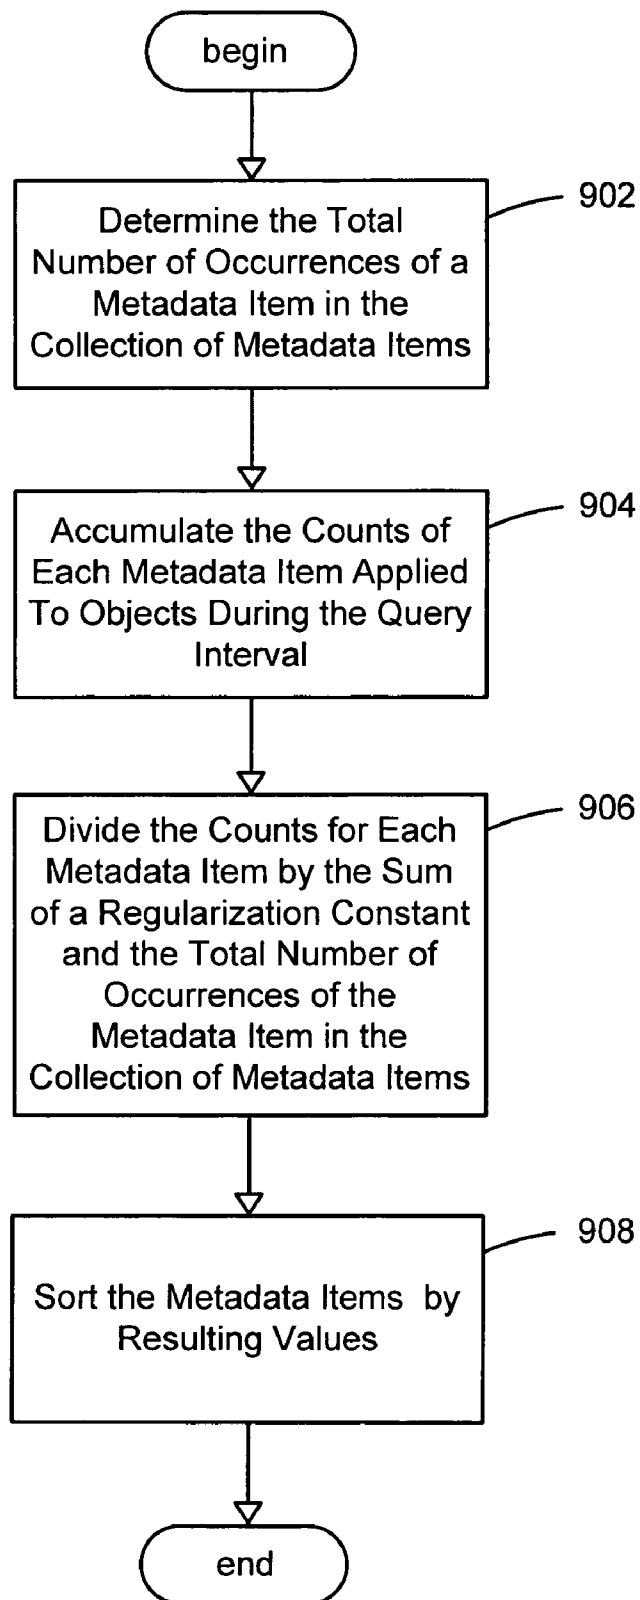 begin
902
Determine the Total
Number of Occurrences of a
Metadata Item in the
Collection of Metadata Items
904
Accumulate the Counts of
Each Metadata Item Applied
To Objects During the Query
Interval
906
Divide the Counts for Each
Metadata Item by the Sum
of a Regularization Constant
and the Total Number of
Occurrences of the
Metadata Item in the
Collection of Metadata Items
908
Sort the Metadata Items by
Resulting Values
end